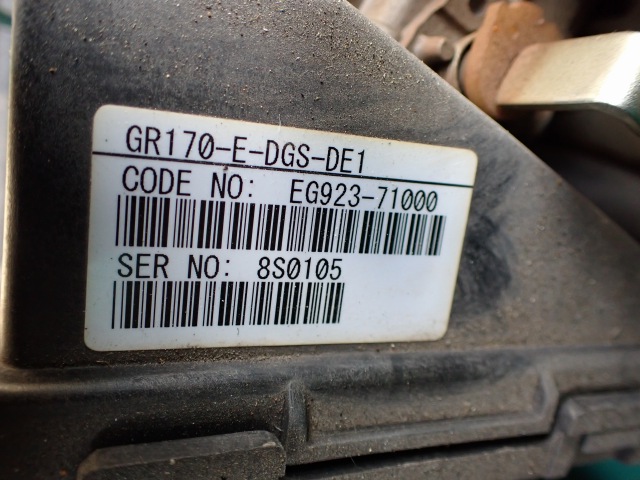 GR170-E-DGS-DE1
CODE NO: EG923-71000
SER NO: 8S0105